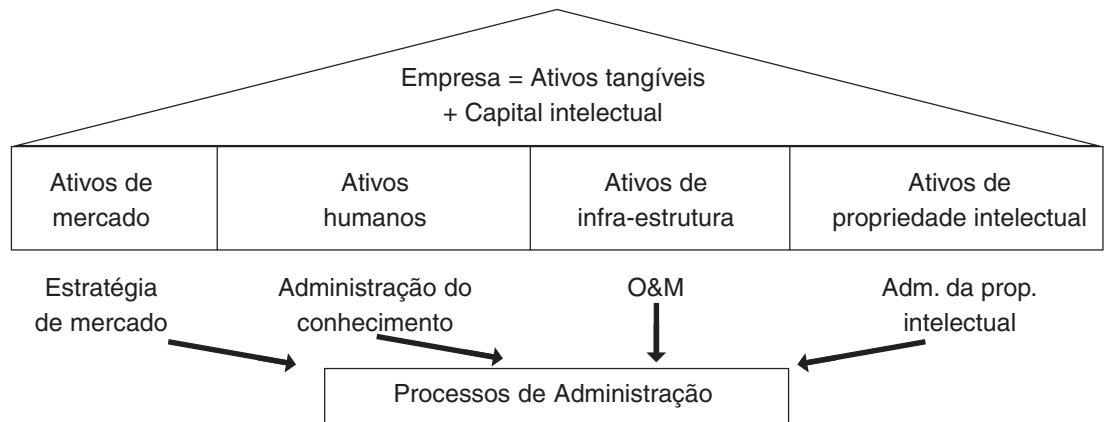 Empresa = Ativos tangíveis
+ Capital intelectual
Ativos de
mercado
Ativos
humanos
Ativos de
infra-estrutura
Ativos de
propriedade intelectual
Estratégia
de mercado
Administração do
conhecimento
O&M
Adm. da prop.
intelectual
Processos de Administração